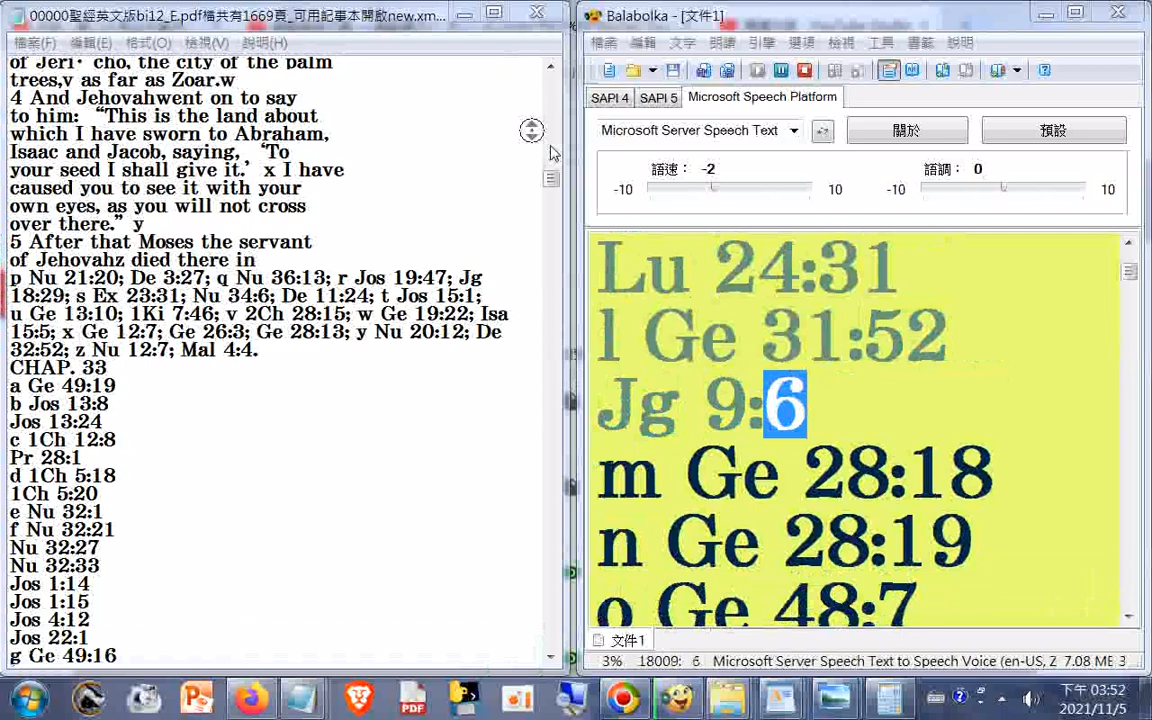 00000聖經英文版bi12_E.pdf檔共有1669頁_可用記事本開啟new.xm...
檔案(F) 編輯(E) 格式(O) 檢視(V) 說明(H)
of Jeri· cho, the city of the palm
trees,v as far as Zoar.w
4 And Jehovahwent on to say
to him: “This is the land about
which I have sworn to Abraham,
Isaac and Jacob, saying, ‘To
your seed I shall give it.’ x I have
caused you to see it with your
own eyes, as you will not cross
over there.” y
5 After that Moses the servant
of Jehovahz died there in
p Nu 21:20; De 3:27; q Nu 36:13; r Jos 19:47; Jg
18:29; s Ex 23:31; Nu 34:6; De 11:24; t Jos 15:1;
u Ge 13:10; 1Ki 7:46; v 2Ch 28:15; w Ge 19:22; Isa
15:5; x Ge 12:7; Ge 26:3; Ge 28:13; y Nu 20:12; De
32:52; z Nu 12:7; Mal 4:4.
CHAP. 33
a Ge 49:19
b Jos 13:8
Jos 13:24
c 1Ch 12:8
Pr 28:1
d 1Ch 5:18
1Ch 5:20
e Nu 32:1
f Nu 32:21
Nu 32:27
Nu 32:33
Jos 1:14
Jos 1:15
Jos 4:12
Jos 22:1
g Ge 49:16
Balabolka - [文件1]
檔案 編輯 文字 朗讀 引擎 選項 檢視 工具 書籤 說明
SAPI 4 SAPI 5 Microsoft Speech Platform
Microsoft Server Speech Text 關於 預設
語速： -2 語調： 0
-10 10 -10 10
Lu 24:31
l Ge 31:52
Jg 9:6
m Ge 28:18
n Ge 28:19
o Ge 48:7
文件1
3% 18009: 6 Microsoft Server Speech Text to Speech Voice (en-US, Z 7.08 ME 3
PDF
下午 03:52
2021/11/5